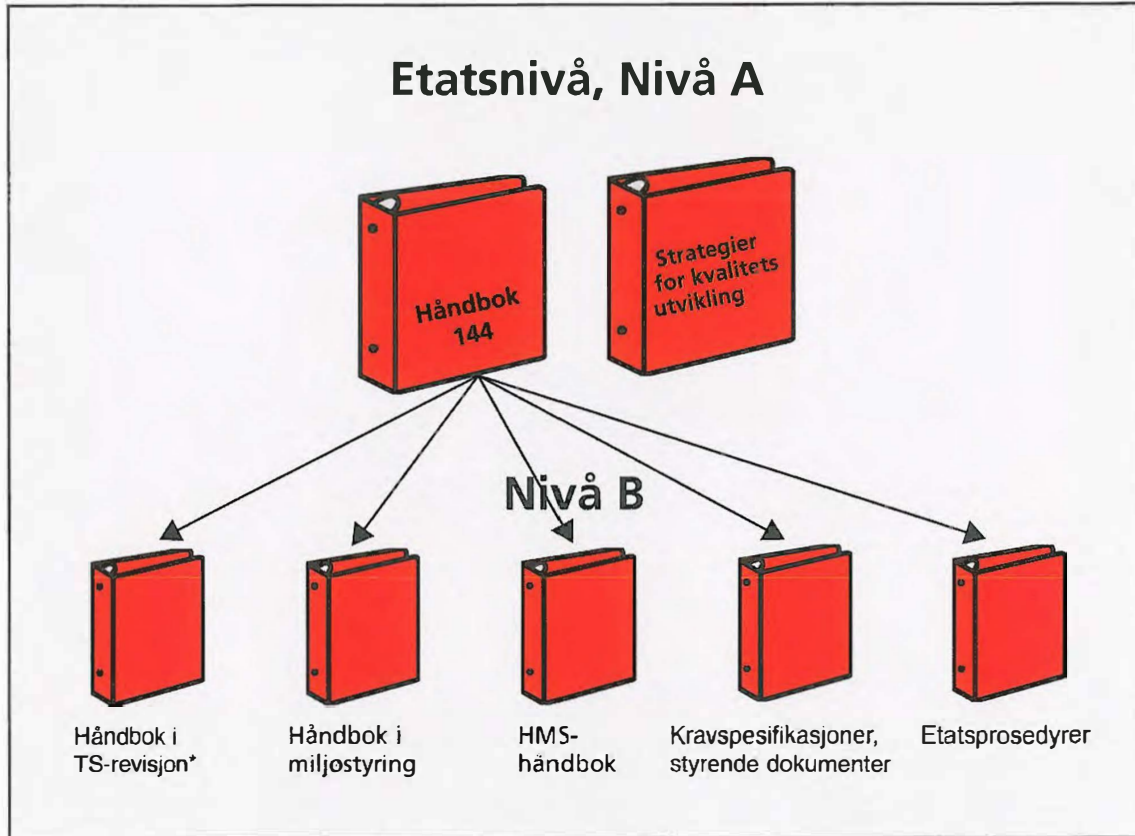 Etatsnivå, Nivå A
Håndbok
144
Strategier
for kvalitets
utvikling
Nivå B
Håndbok i
TS-revisjon*
Håndbok i
miljøstyring
HMS-
håndbok
Kravspesifikasjoner,
styrende dokumenter
Etatsprosedyrer